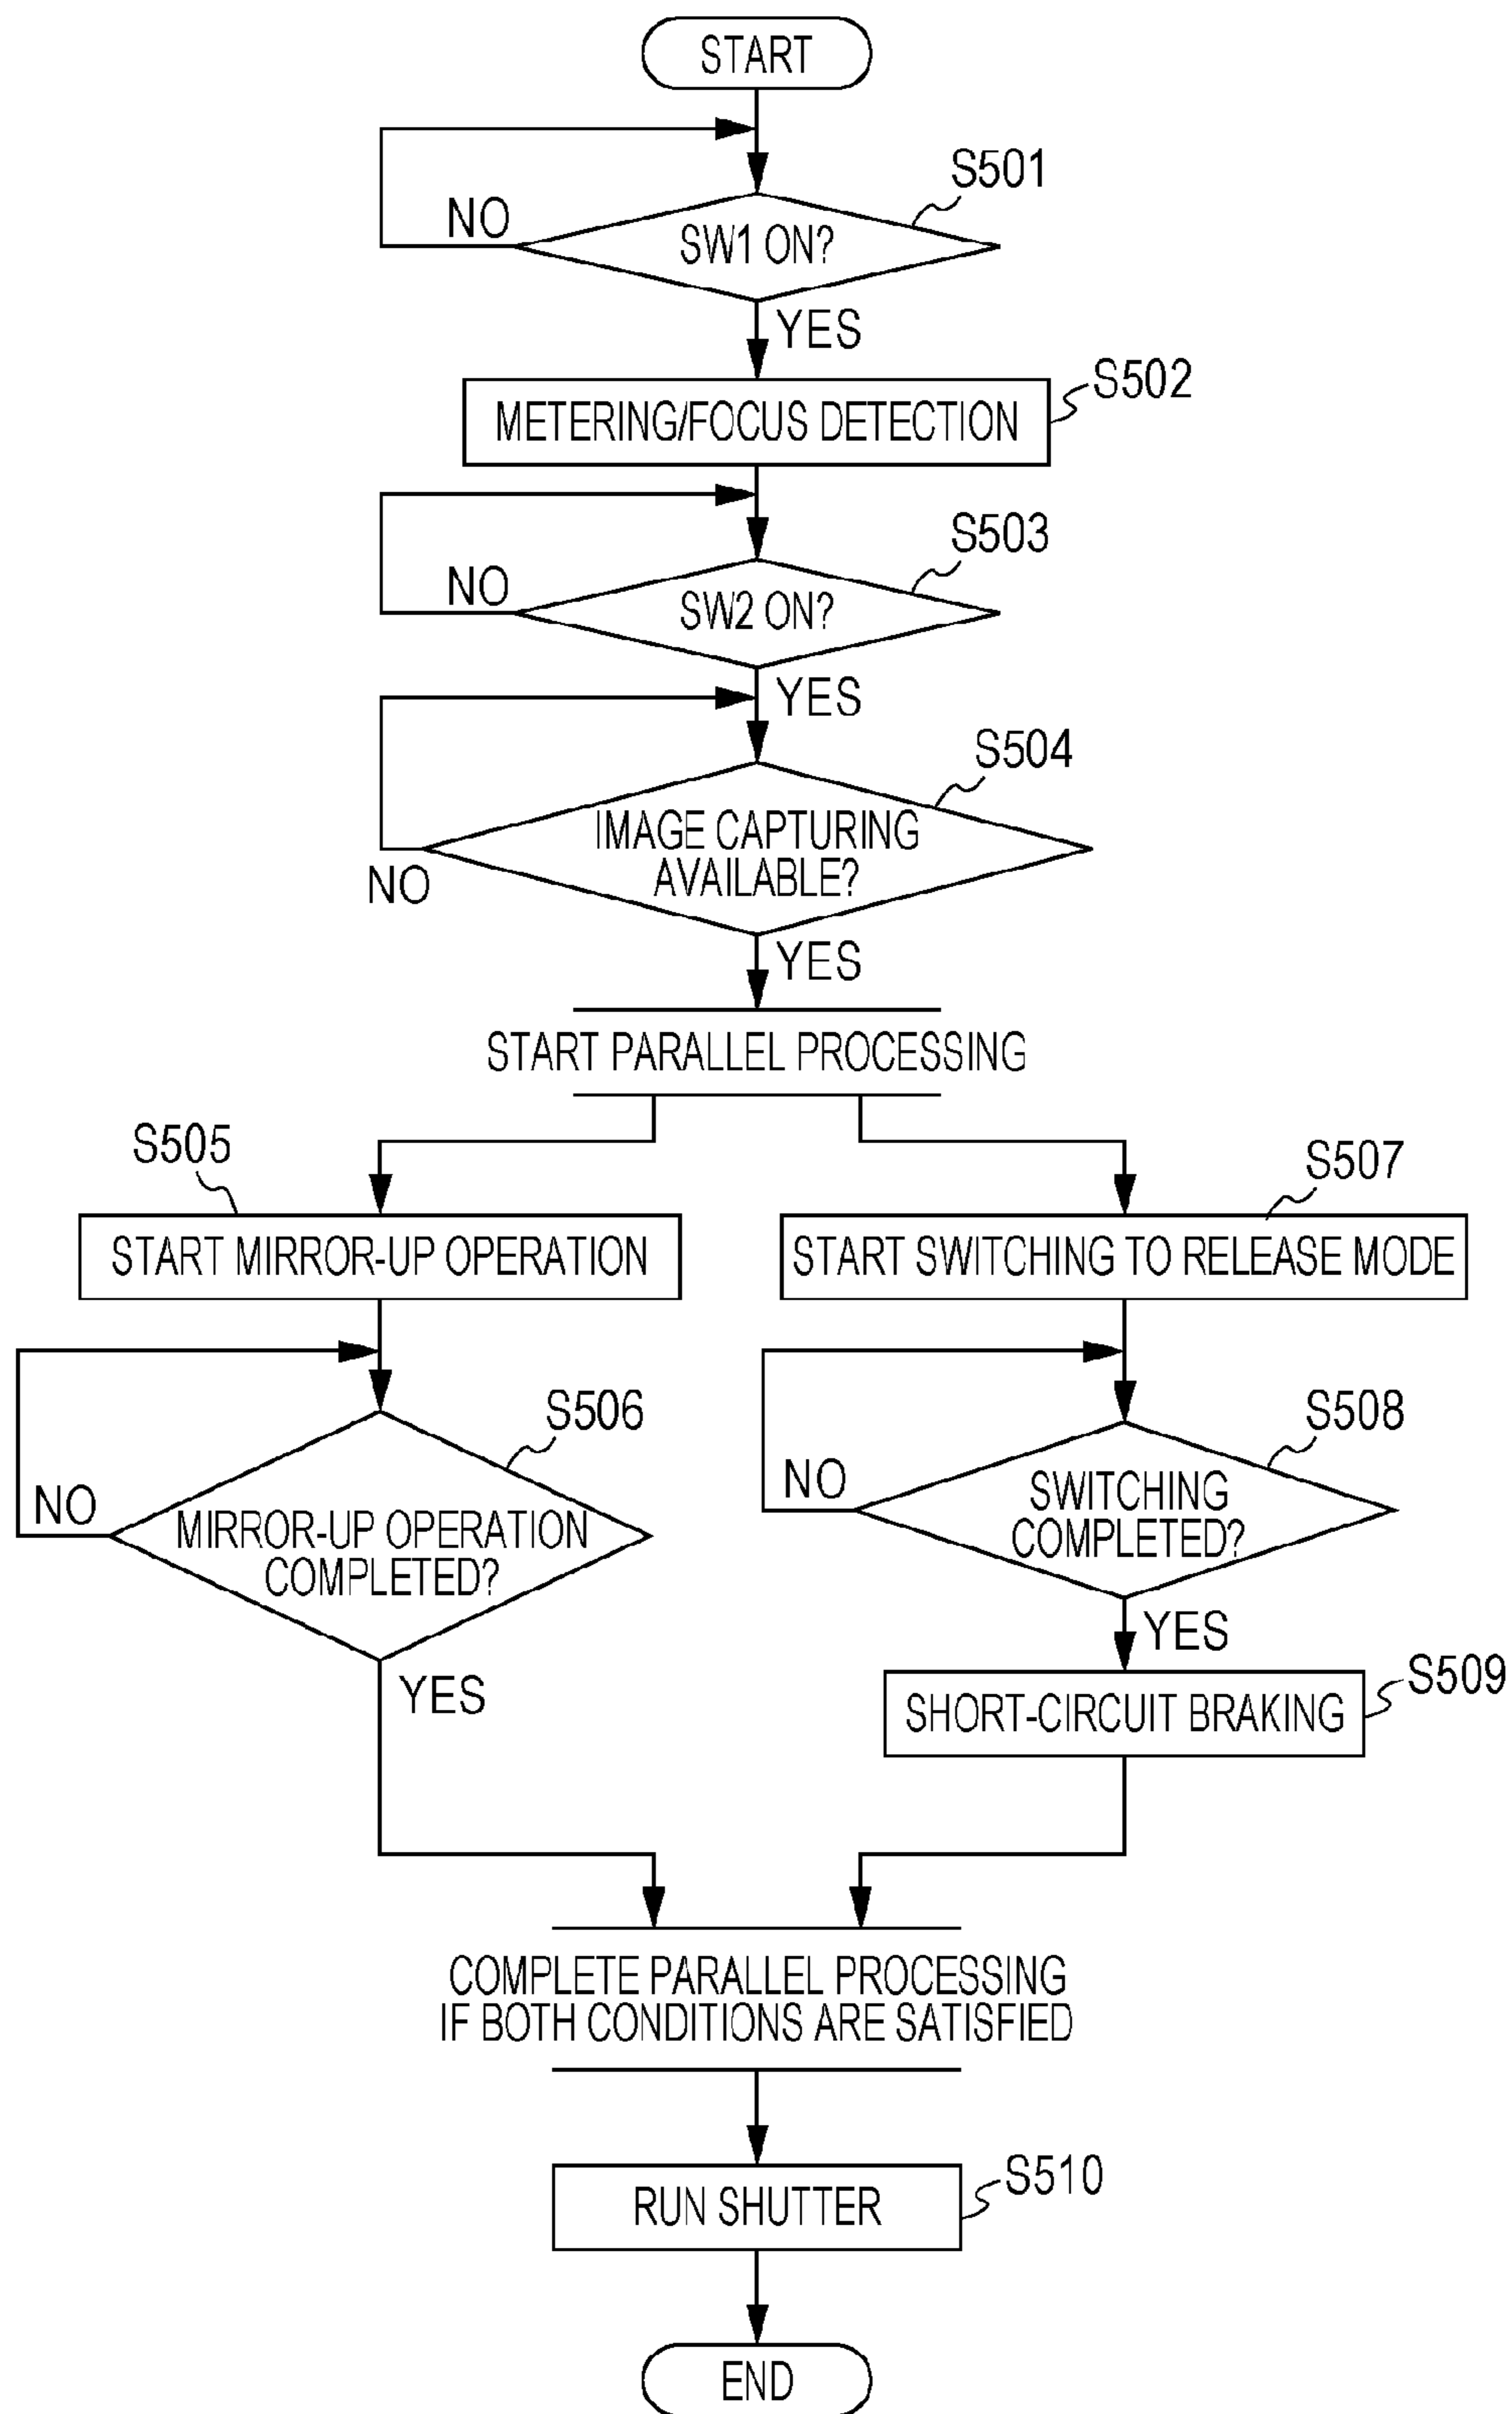 START
S501
NO
SW1 ON?
YES
S502
METERING/FOCUS DETECTION
S503
NO
SW2 ON?
YES
S504
IMAGE CAPTURING
AVAILABLE?
NO
YES
START PARALLEL PROCESSING
S505
START MIRROR-UP OPERATION
S506
NO
MIRROR-UP OPERATION
COMPLETED?
YES
S507
START SWITCHING TO RELEASE MODE
S508
NO
SWITCHING
COMPLETED?
YES
S509
SHORT-CIRCUIT BRAKING
COMPLETE PARALLEL PROCESSING
IF BOTH CONDITIONS ARE SATISFIED
S510
RUN SHUTTER
END